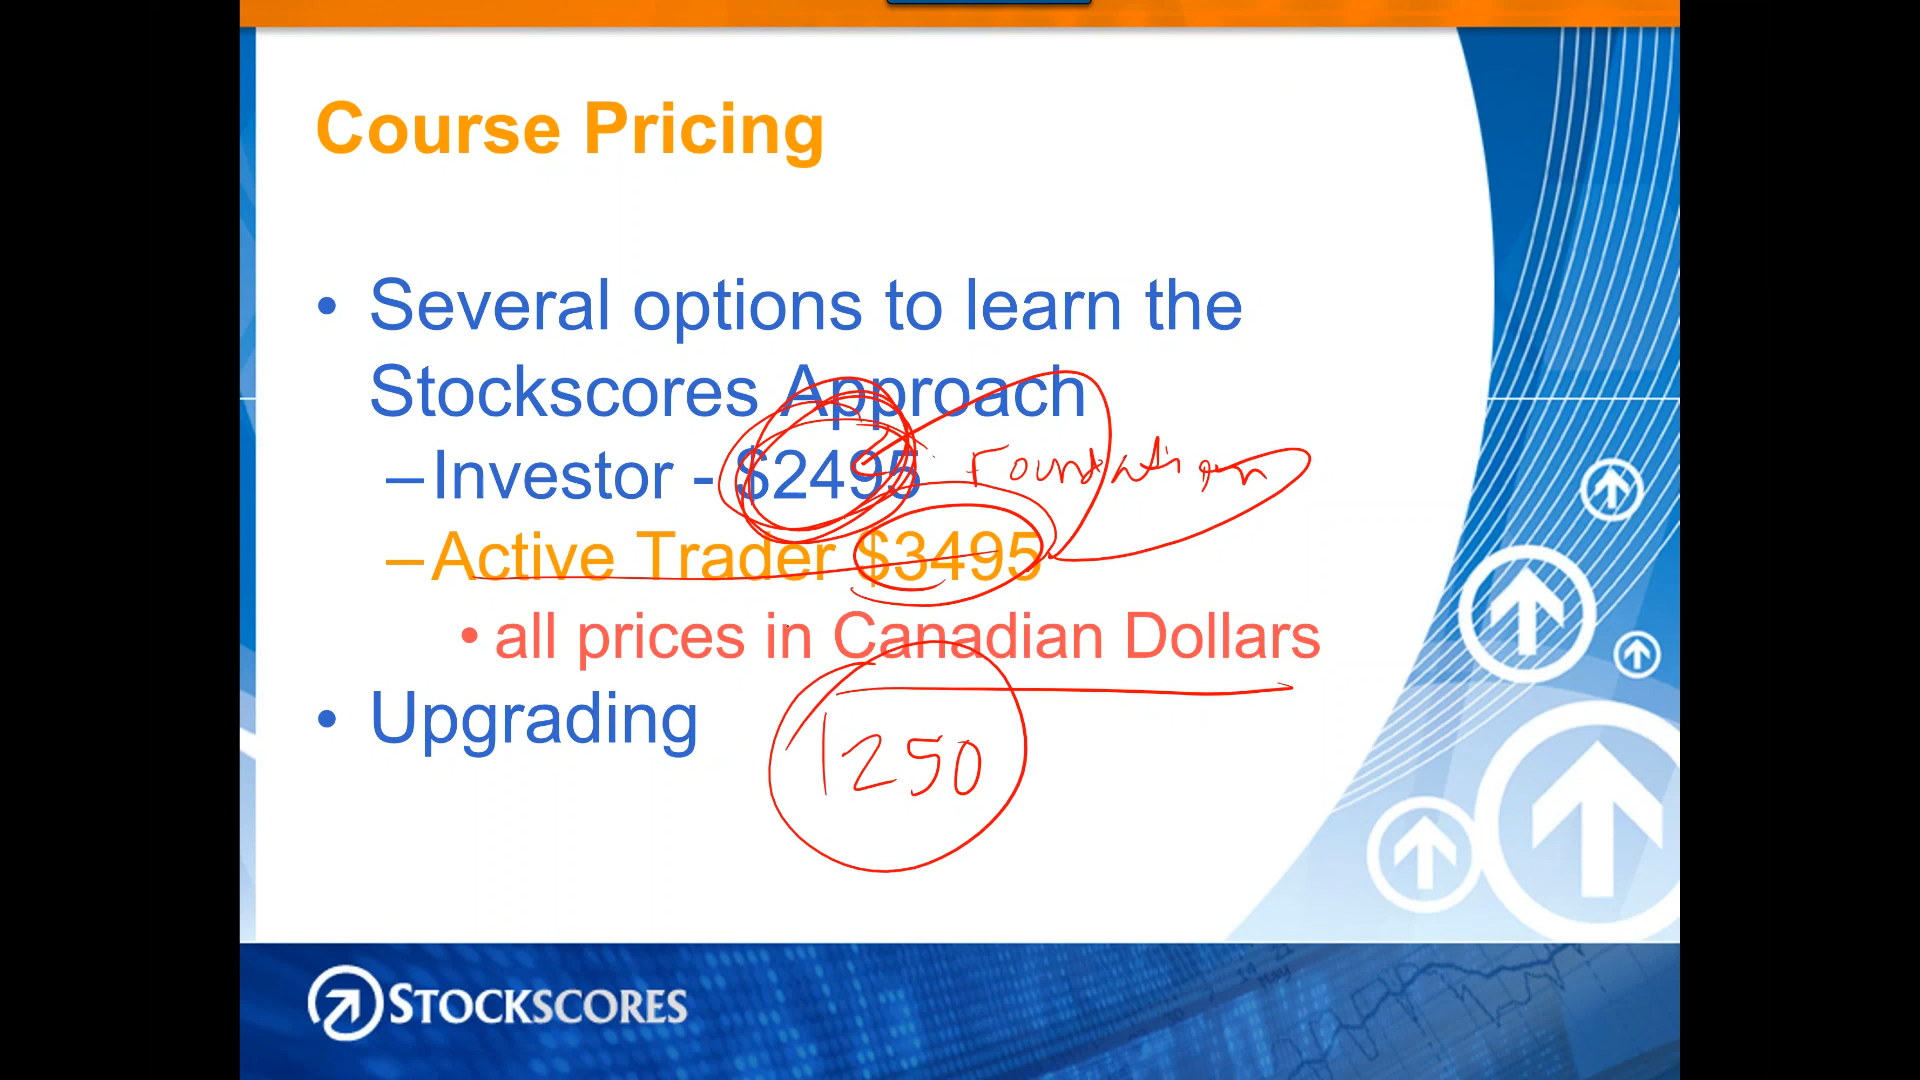 Course Pricing
• Several options to learn the
Stockscores Approach
–Investor - $2495 Foundation
–Active Trader $3495
• all prices in Canadian Dollars
• Upgrading
1250
STOCKSCORES